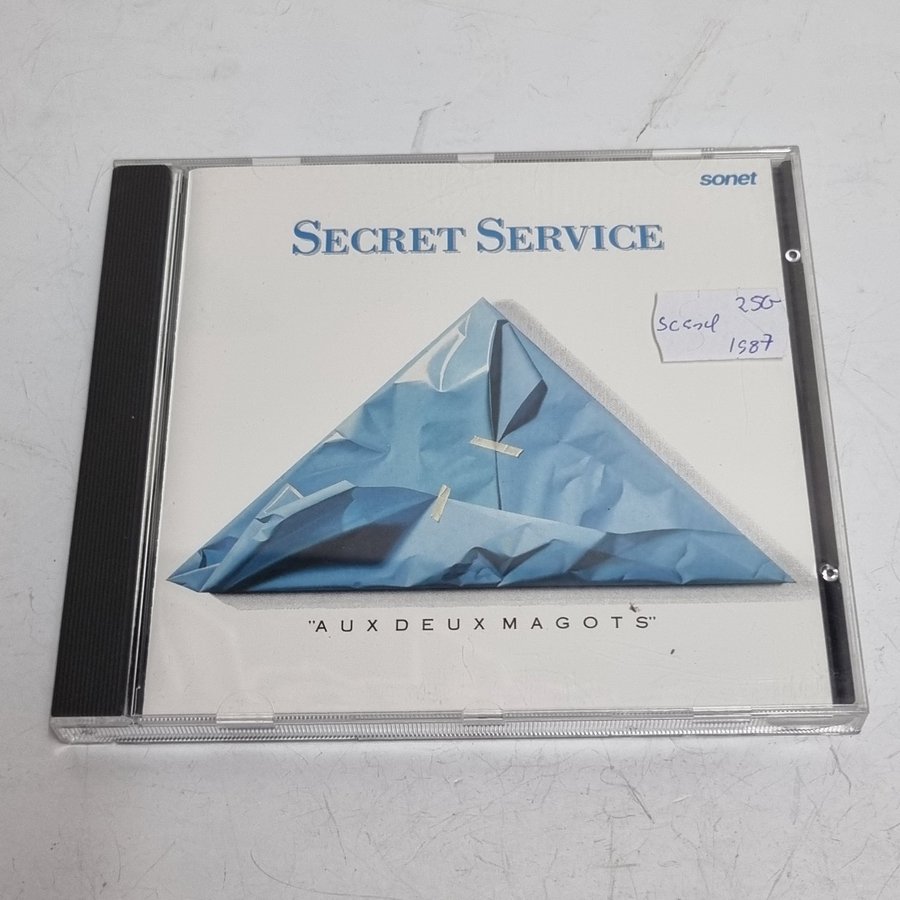 sonet
SECRET SERVICE
250-
1987
"AUX DEUX MAGOTS"